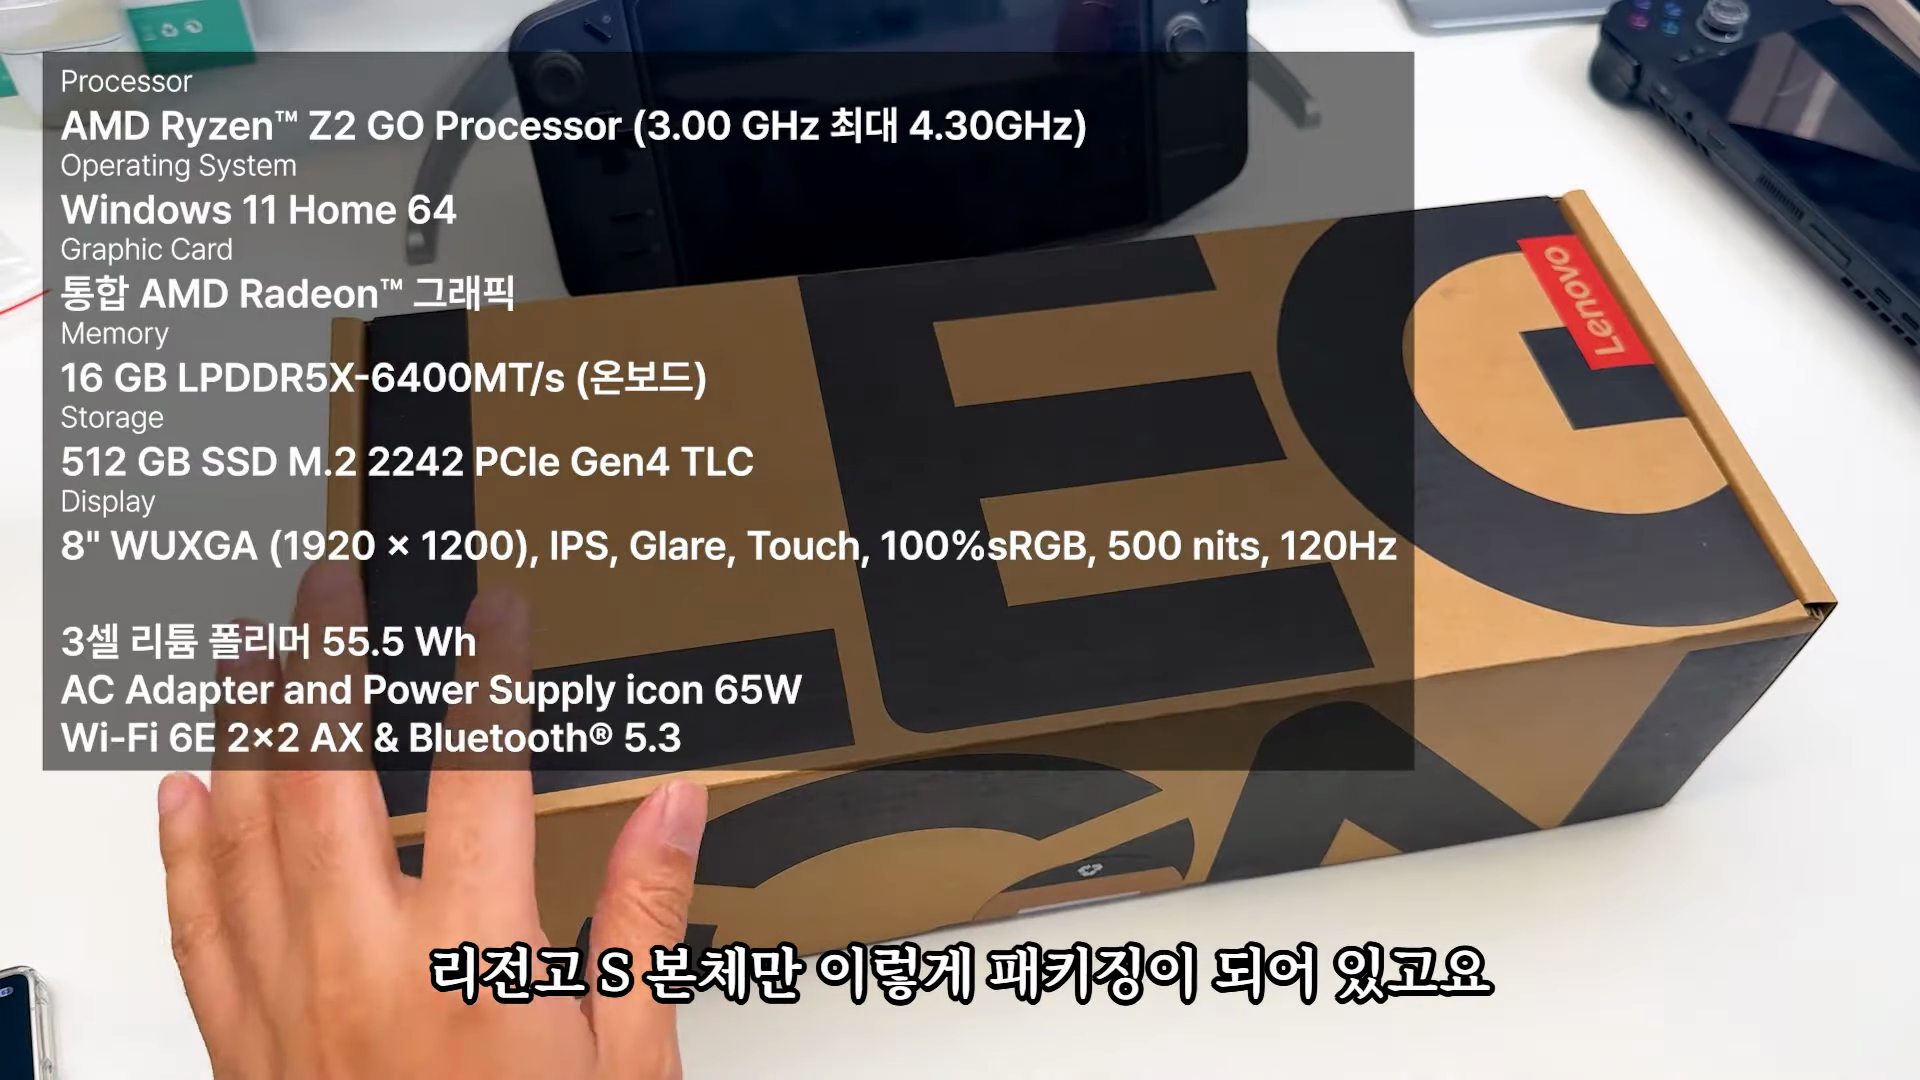 Processor
AMD Ryzen™ Z2 GO Processor (3.00 GHz 최대 4.30GHz)
Operating System
Windows 11 Home 64
Graphic Card
통합 AMD Radeon™ 그래픽
Memory
16 GB LPDDR5X-6400MT/s (온보드)
Storage
512 GB SSD M.2 2242 PCIe Gen4 TLC
Display
8" WUXGA (1920 × 1200), IPS, Glare, Touch, 100%sRGB, 500 nits, 120Hz
3셀 리튬 폴리머 55.5 Wh
AC Adapter and Power Supply icon 65W
Wi-Fi 6E 2×2 AX & Bluetooth® 5.3
Lenovo
LEG
리전고 S 본체만 이렇게 패키징이 되어 있고요